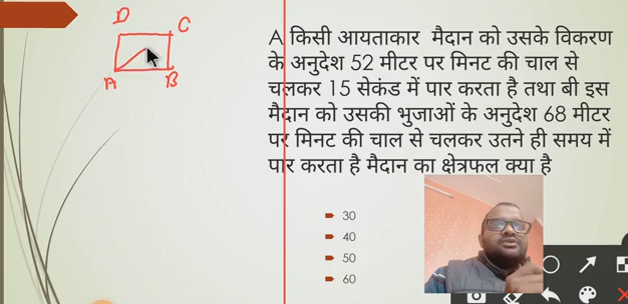 D
C
A
B
A किसी आयताकार मैदान को उसके विकरण
के अनुदेश 52 मीटर पर मिनट की चाल से
चलकर 15 सेकंड में पार करता है तथा बी इस
मैदान को उसकी भुजाओं के अनुदेश 68 मीटर
पर मिनट की चाल से चलकर उतने ही समय में
पार करता है मैदान का क्षेत्रफल क्या है
30
40
50
60